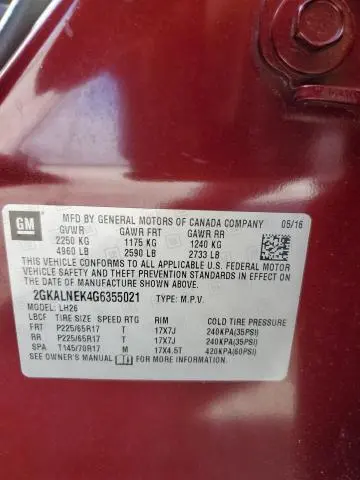 GM
MFD BY GENERAL MOTORS OF CANADA COMPANY 05/16
GVWR GAWR FRT GAWR RR
2250 KG 1175 KG 1240 KG
4960 LB 2590 LB 2733 LB
THIS VEHICLE CONFORMS TO ALL APPLICABLE U.S. FEDERAL MOTOR
VEHICLE SAFETY AND THEFT PREVENTION STANDARDS IN EFFECT ON
THE DATE OF MANUFACTURE SHOWN ABOVE.
2GKALNEK4G6355021 TYPE: M.P.V.
MODEL: LH26
LBCF TIRE SIZE SPEED RTG RIM COLD TIRE PRESSURE
FRT P225/65R17 T 17X7J 240KPA(35PSI)
RR P225/65R17 T 17X7J 240KPA(35PSI)
SPA T145/70R17 M 17X4.5T 420KPA(60PSI)
SEE OWNER'S MANUAL FOR MORE INFORMATION.